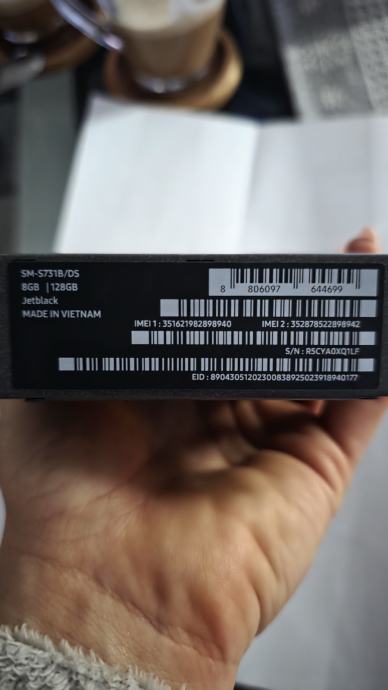 SM-S731B/DS
8GB | 128GB
Jetblack
MADE IN VIETNAM
8 806097 644699
IMEI 1 : 351621982898940 IMEI 2 : 352878522898942
S/N : R5CYA0XQ1LF
EID : 89043051202300838925023918940177